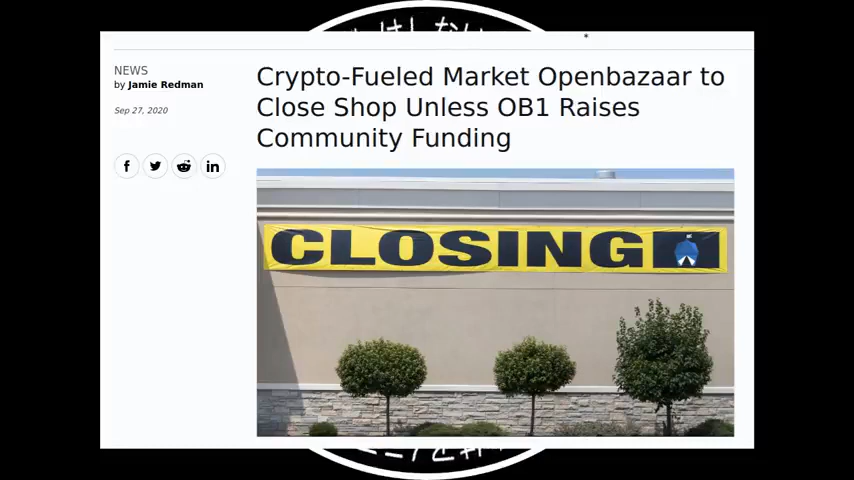 NEWS
by Jamie Redman
Sep 27, 2020
Crypto-Fueled Market Openbazaar to
Close Shop Unless OB1 Raises
Community Funding
CLOSING